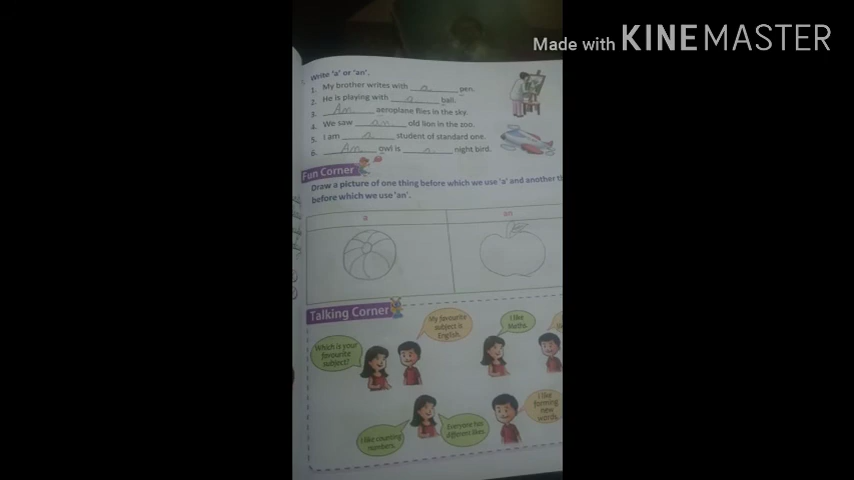 Made with KINEMASTER
Write 'a' or 'an'.
1. My brother writes with a pen.
2. He is playing with a ball.
3. An aeroplane flies in the sky.
4. We saw an old lion in the zoo.
5. I am a student of standard one.
6. An owl is a night bird.
Fun Corner
Draw a picture of one thing before which we use 'a' and another
before which we use 'an'.
a an
Talking Corner
Which is your
favourite
subject?
My favourite
subject is
English.
I like
Maths.
I like counting
numbers.
Everyone has
different likes.
I like
forming
new
words.